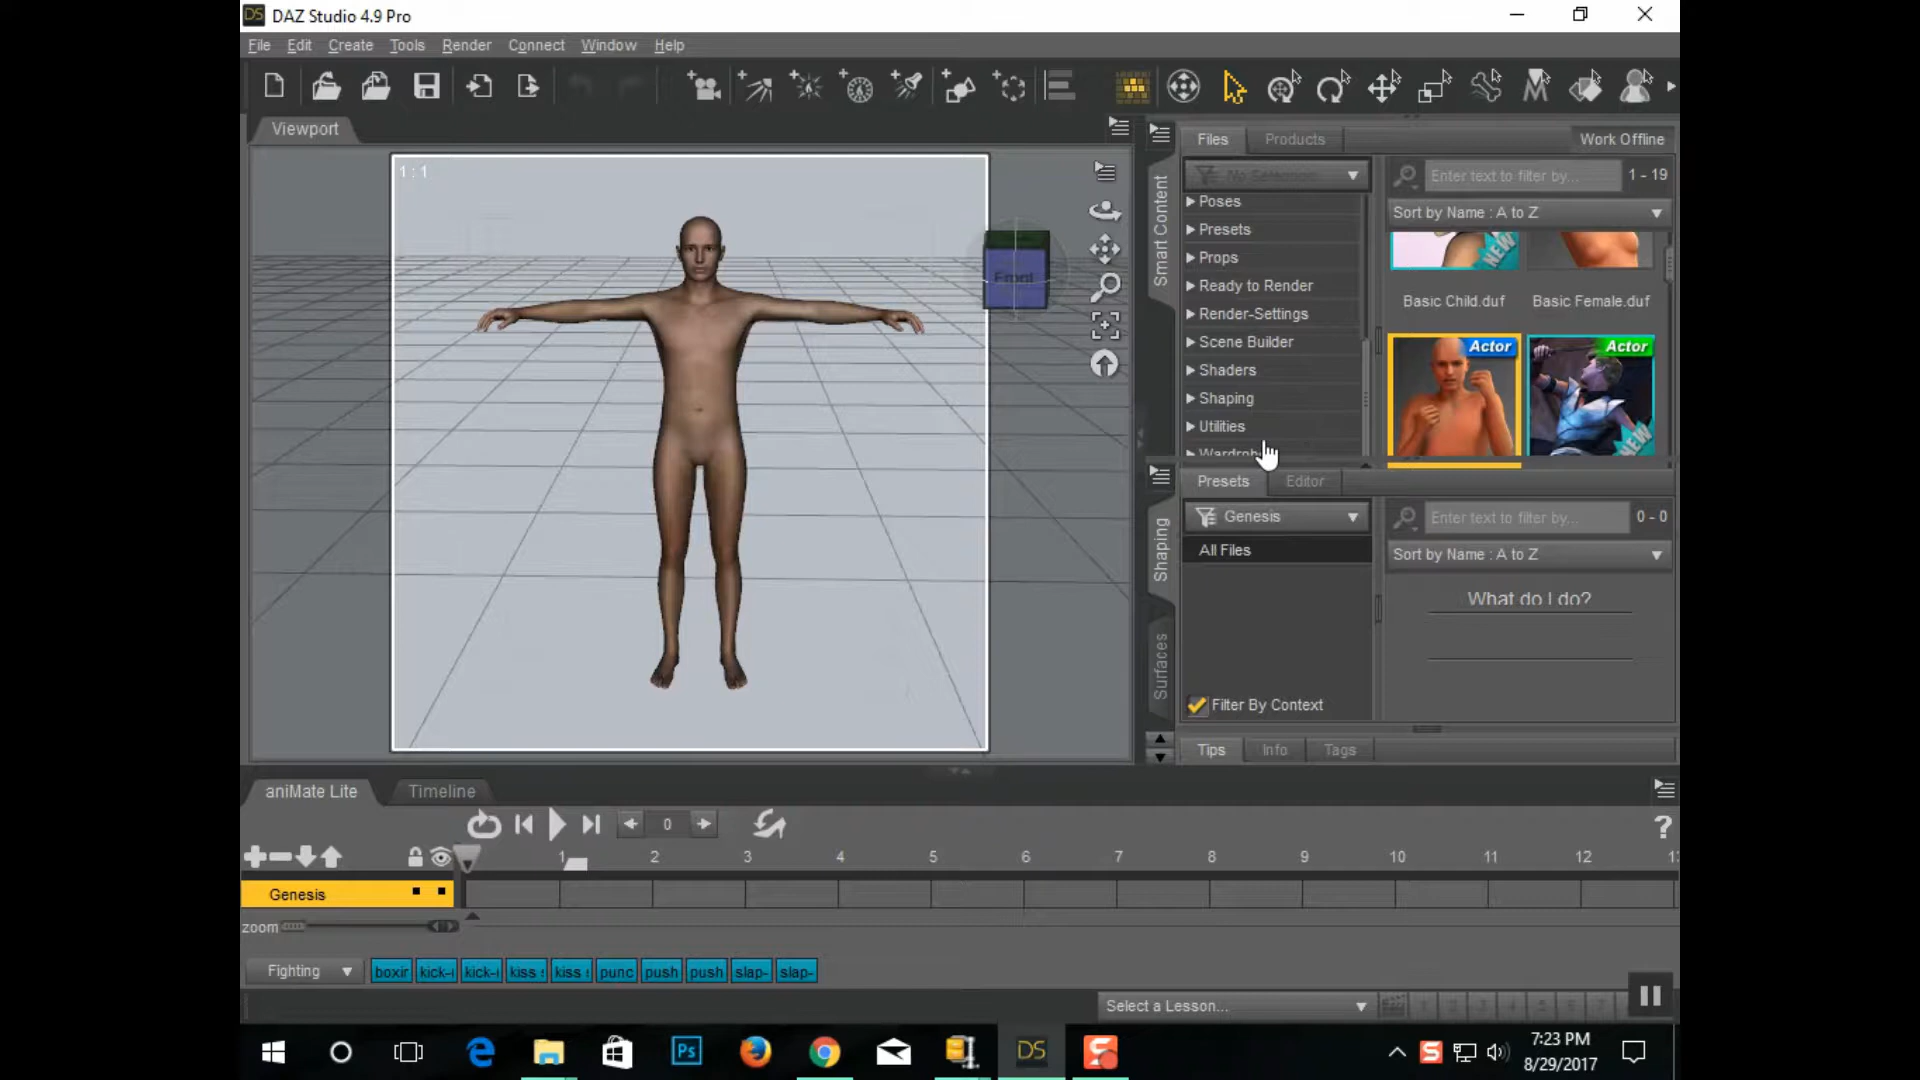 DS DAZ Studio 4.9 Pro
File Edit Create Tools Render Connect Window Help
Viewport
1 : 1
Front
Files Products Work Offline
Smart Content
Enter text to filter by... 1 - 19
Sort by Name : A to Z
Poses
Presets
Props
Ready to Render
Render-Settings
Scene Builder
Shaders
Shaping
Utilities
NEW
Basic Child.duf Basic Female.duf
Actor Actor
NEW
Presets Editor
Shaping
Surfaces
Genesis
All Files
Enter text to filter by... 0 - 0
Sort by Name : A to Z
What do I do?
Filter By Context
Tips Info Tags
aniMate Lite Timeline
0
?
1 2 3 4 5 6 7 8 9 10 11 12
Genesis
zoom
Fighting boxir kick-i kick-i kiss kiss punc push push slap- slap-
Select a Lesson...
Ps DS S S 7:23 PM
8/29/2017